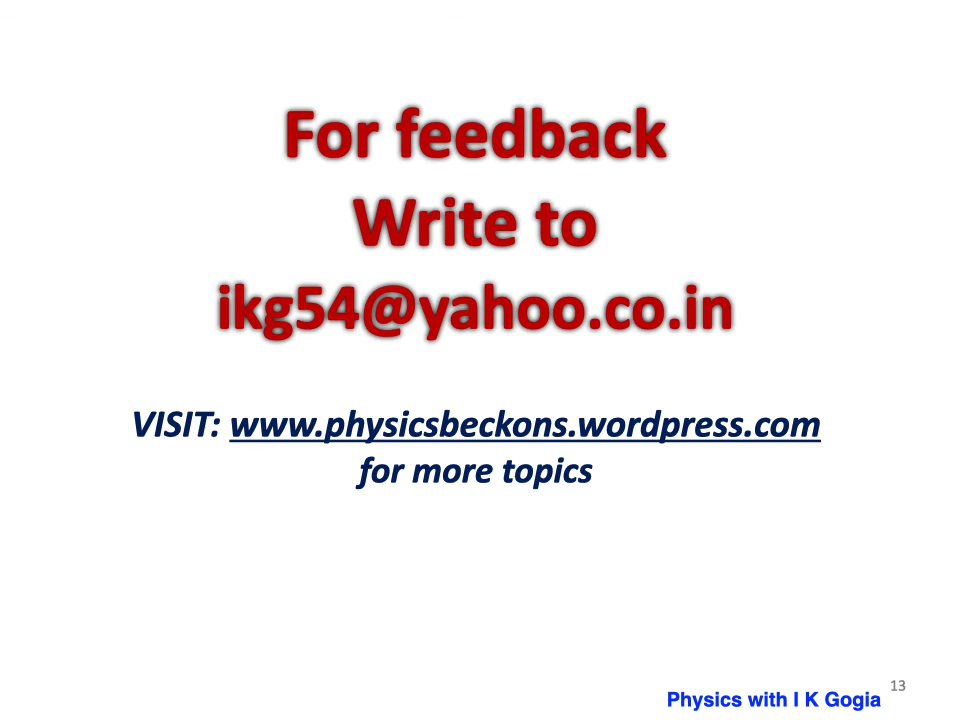 For feedback
Write to
ikg54@yahoo.co.in
VISIT: www.physicsbeckons.wordpress.com
for more topics
13
Physics with I K Gogia